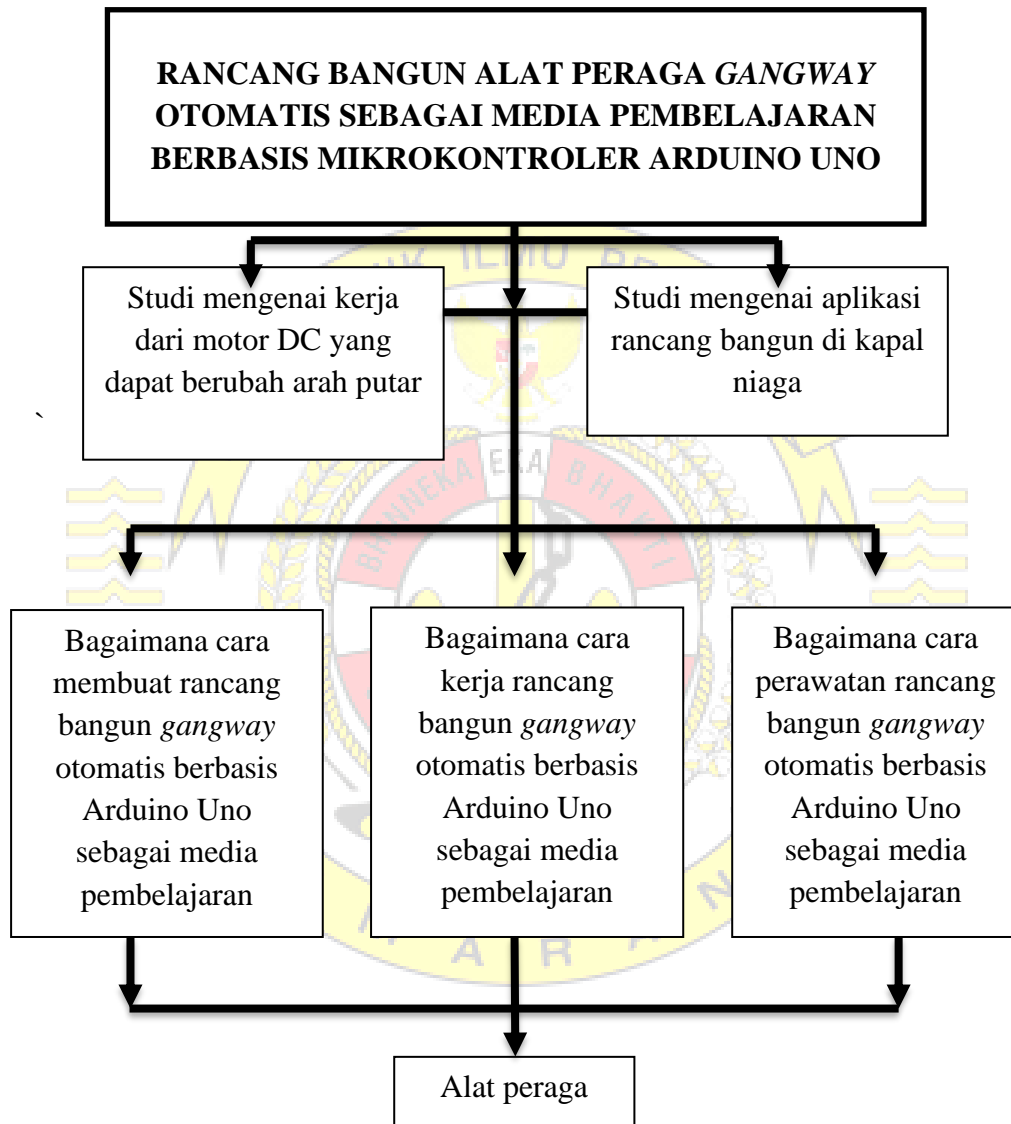 RANCANG BANGUN ALAT PERAGA GANGWAY
OTOMATIS SEBAGAI MEDIA PEMBELAJARAN
BERBASIS MIKROKONTROLER ARDUINO UNO
Studi mengenai kerja
dari motor DC yang
dapat berubah arah putar
Studi mengenai aplikasi
rancang bangun di kapal
niaga
`
BHINNEKA EKA BHAKTI
Bagaimana cara
membuat rancang
bangun gangway
otomatis berbasis
Arduino Uno
sebagai media
pembelajaran
Bagaimana cara
kerja rancang
bangun gangway
otomatis berbasis
Arduino Uno
sebagai media
pembelajaran
Bagaimana cara
perawatan rancang
bangun gangway
otomatis berbasis
Arduino Uno
sebagai media
pembelajaran
Alat peraga